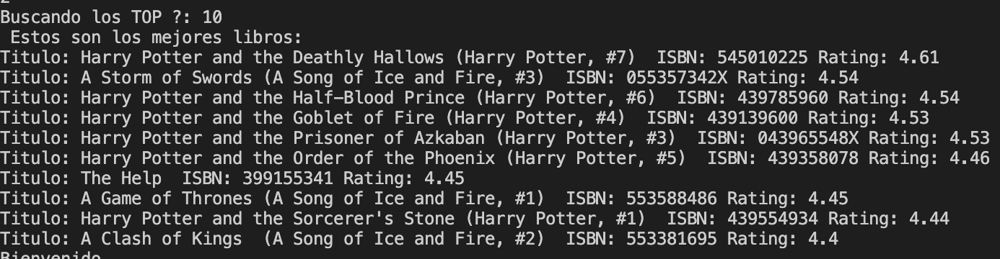 Buscando los TOP ?: 10
 Estos son los mejores libros:
Titulo: Harry Potter and the Deathly Hallows (Harry Potter, #7)  ISBN: 545010225 Rating: 4.61
Titulo: A Storm of Swords (A Song of Ice and Fire, #3)  ISBN: 055357342X Rating: 4.54
Titulo: Harry Potter and the Half-Blood Prince (Harry Potter, #6)  ISBN: 439785960 Rating: 4.54
Titulo: Harry Potter and the Goblet of Fire (Harry Potter, #4)  ISBN: 439139600 Rating: 4.53
Titulo: Harry Potter and the Prisoner of Azkaban (Harry Potter, #3)  ISBN: 043965548X Rating: 4.53
Titulo: Harry Potter and the Order of the Phoenix (Harry Potter, #5)  ISBN: 439358078 Rating: 4.46
Titulo: The Help  ISBN: 399155341 Rating: 4.45
Titulo: A Game of Thrones (A Song of Ice and Fire, #1)  ISBN: 553588486 Rating: 4.45
Titulo: Harry Potter and the Sorcerer's Stone (Harry Potter, #1)  ISBN: 439554934 Rating: 4.44
Titulo: A Clash of Kings  (A Song of Ice and Fire, #2)  ISBN: 553381695 Rating: 4.4
Bienvenido